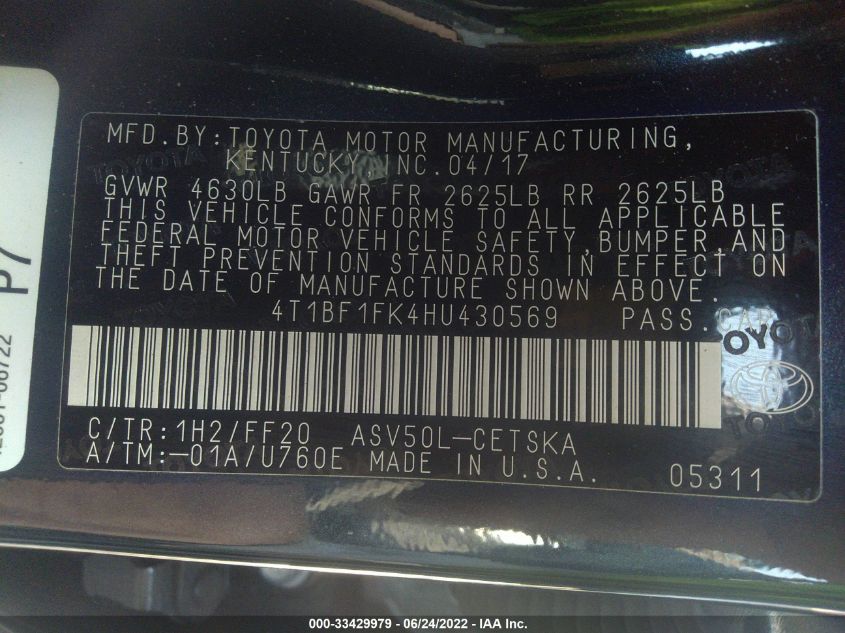 MFD.BY:TOYOTA MOTOR MANUFACTURING,
KENTUCKY,INC.04/17
GVWR 4630LB GAWR FR 2625LB RR 2625LB
THIS VEHICLE CONFORMS TO ALL APPLICABLE
FEDERAL MOTOR VEHICLE SAFETY,BUMPER,AND
THEFT PREVENTION STANDARDS IN EFFECT ON
THE DATE OF MANUFACTURE SHOWN ABOVE.
4T1BF1FK4HU430569 PASS.CAR
TOYOTA
C/TR:1H2/FF20 ASV50L-CETSKA
A/TM:-01A/U760E MADE IN U.S.A. 05311
P7
000-33429979 - 06/24/2022 - IAA Inc.